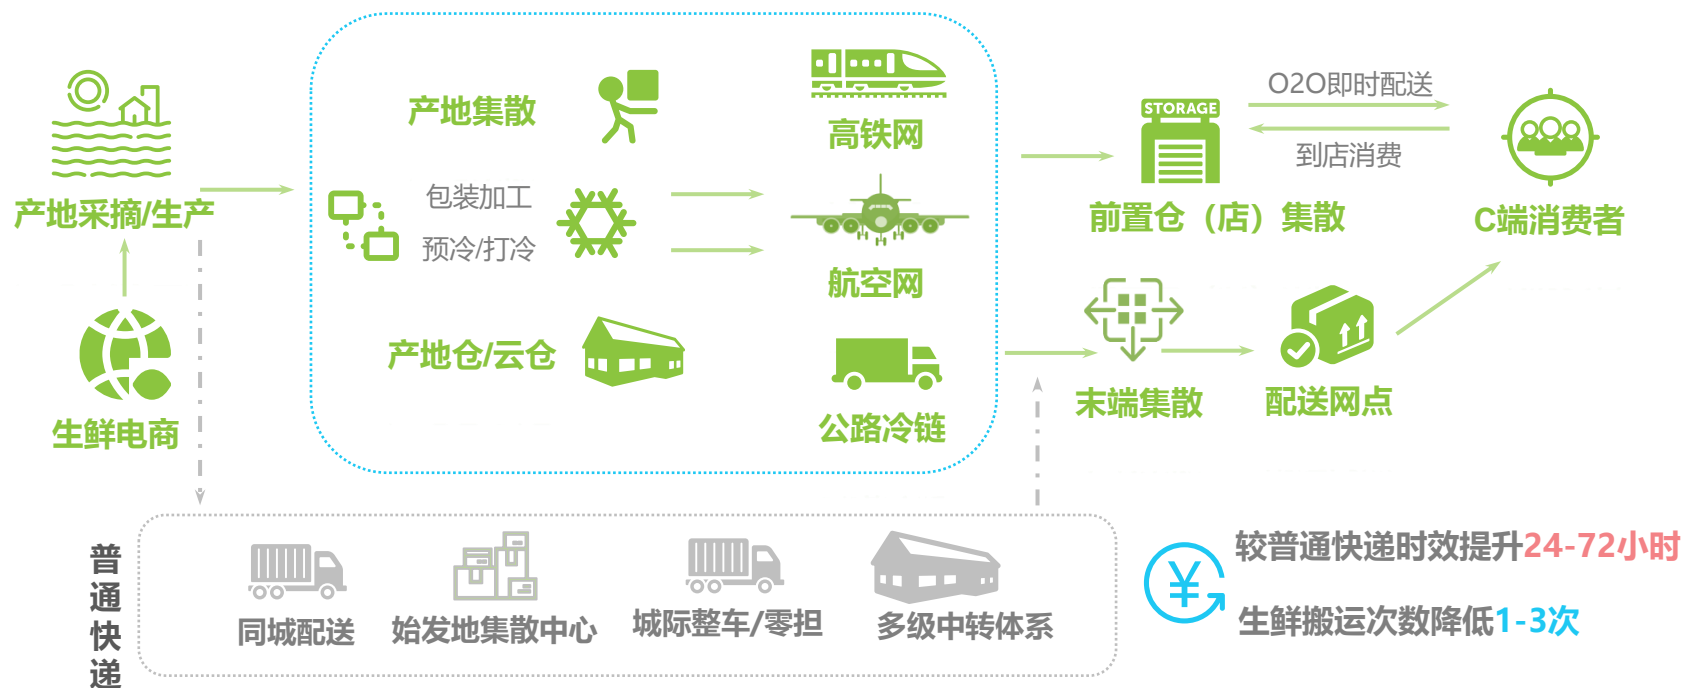 产地采摘/生产
生鲜电商
产地集散
包装加工
预冷/打冷
产地仓/云仓
高铁网
航空网
公路冷链
STORAGE
前置仓（店）集散
O2O即时配送
到店消费
C端消费者
末端集散
配送网点
普通快递
同城配送
始发地集散中心
城际整车/零担
多级中转体系
¥
较普通快递时效提升24-72小时
生鲜搬运次数降低1-3次